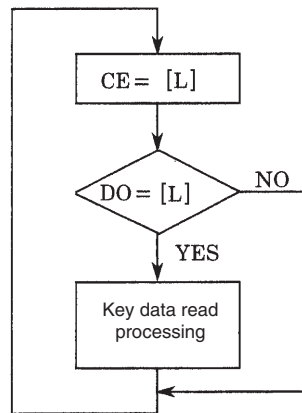 CE = [L]
DO = [L]
NO
YES
Key data read
processing